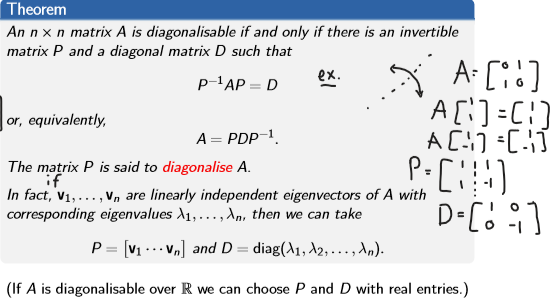 Theorem
An n × n matrix A is diagonalisable if and only if there is an invertible
matrix P and a diagonal matrix D such that
P⁻¹AP = D
or, equivalently,
A = PDP⁻¹.
The matrix P is said to diagonalise A.
if
In fact, v₁, . . . , vₙ are linearly independent eigenvectors of A with
corresponding eigenvalues λ₁, . . . , λₙ, then we can take
P = [v₁ ⋯ vₙ] and D = diag(λ₁, λ₂, . . . , λₙ).
(If A is diagonalisable over ℝ we can choose P and D with real entries.)
ex.
A = [0 1
1 0]
A [1 1] = [1 1]
A
P = [1 1
1 -1]
D = [1 0
0 -1]